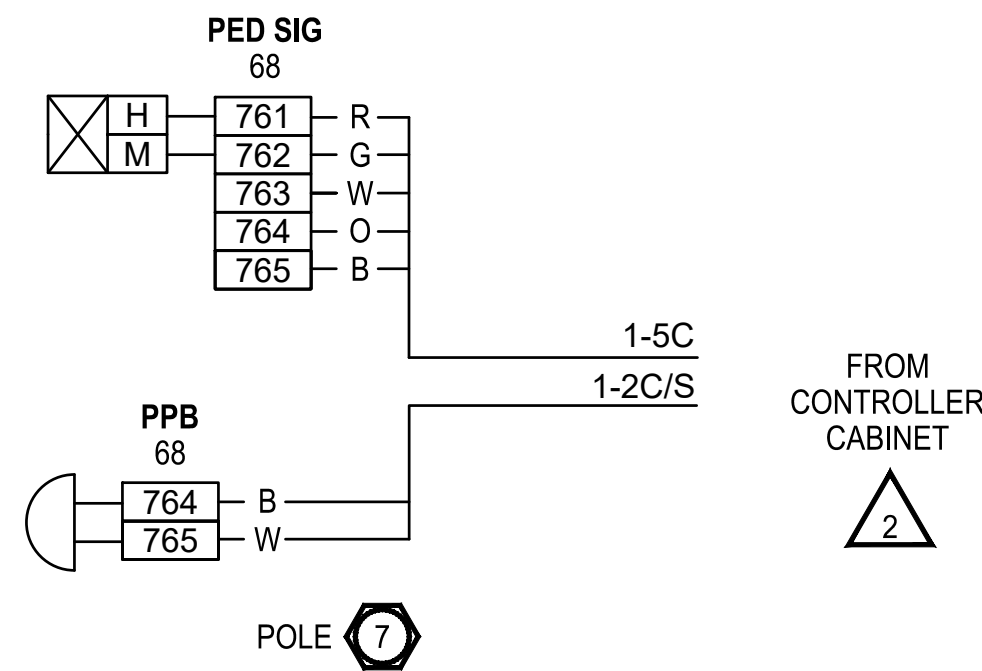 PED SIG
68
H 761 R
M 762 G
763 W
764 O
765 B
1-5C
1-2C/S
FROM
CONTROLLER
CABINET
2
PPB
68
764 B
765 W
POLE 7